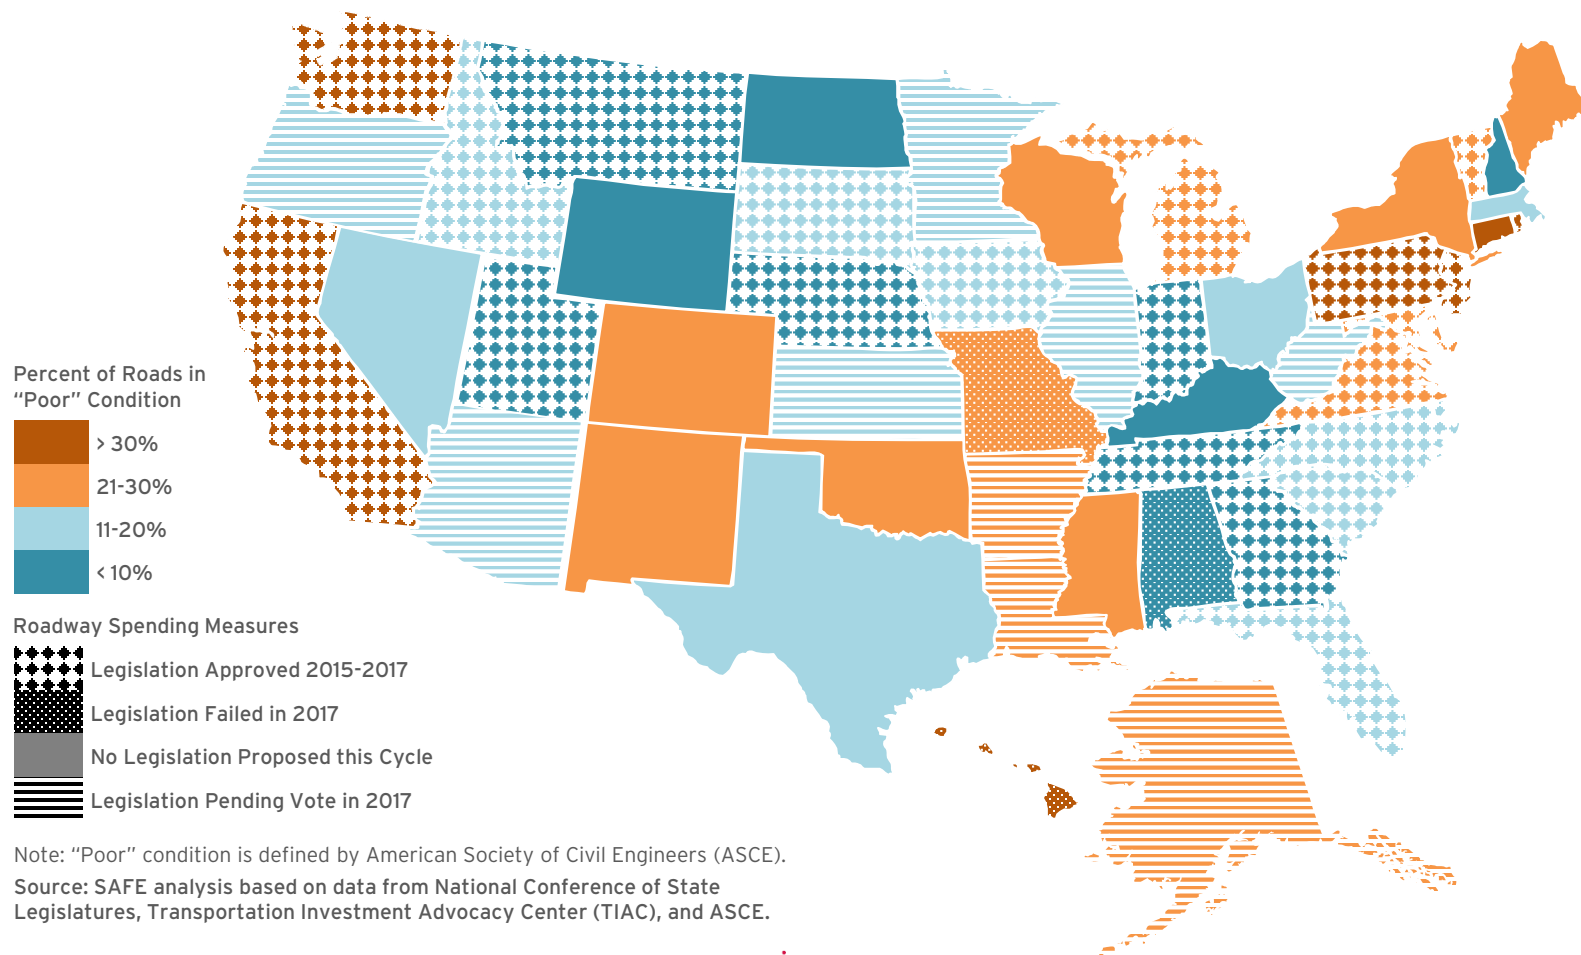 Percent of Roads in
“Poor” Condition
> 30%
21-30%
11-20%
< 10%
Roadway Spending Measures
Legislation Approved 2015-2017
Legislation Failed in 2017
No Legislation Proposed this Cycle
Legislation Pending Vote in 2017
Note: “Poor” condition is defined by American Society of Civil Engineers (ASCE).
Source: SAFE analysis based on data from National Conference of State
Legislatures, Transportation Investment Advocacy Center (TIAC), and ASCE.